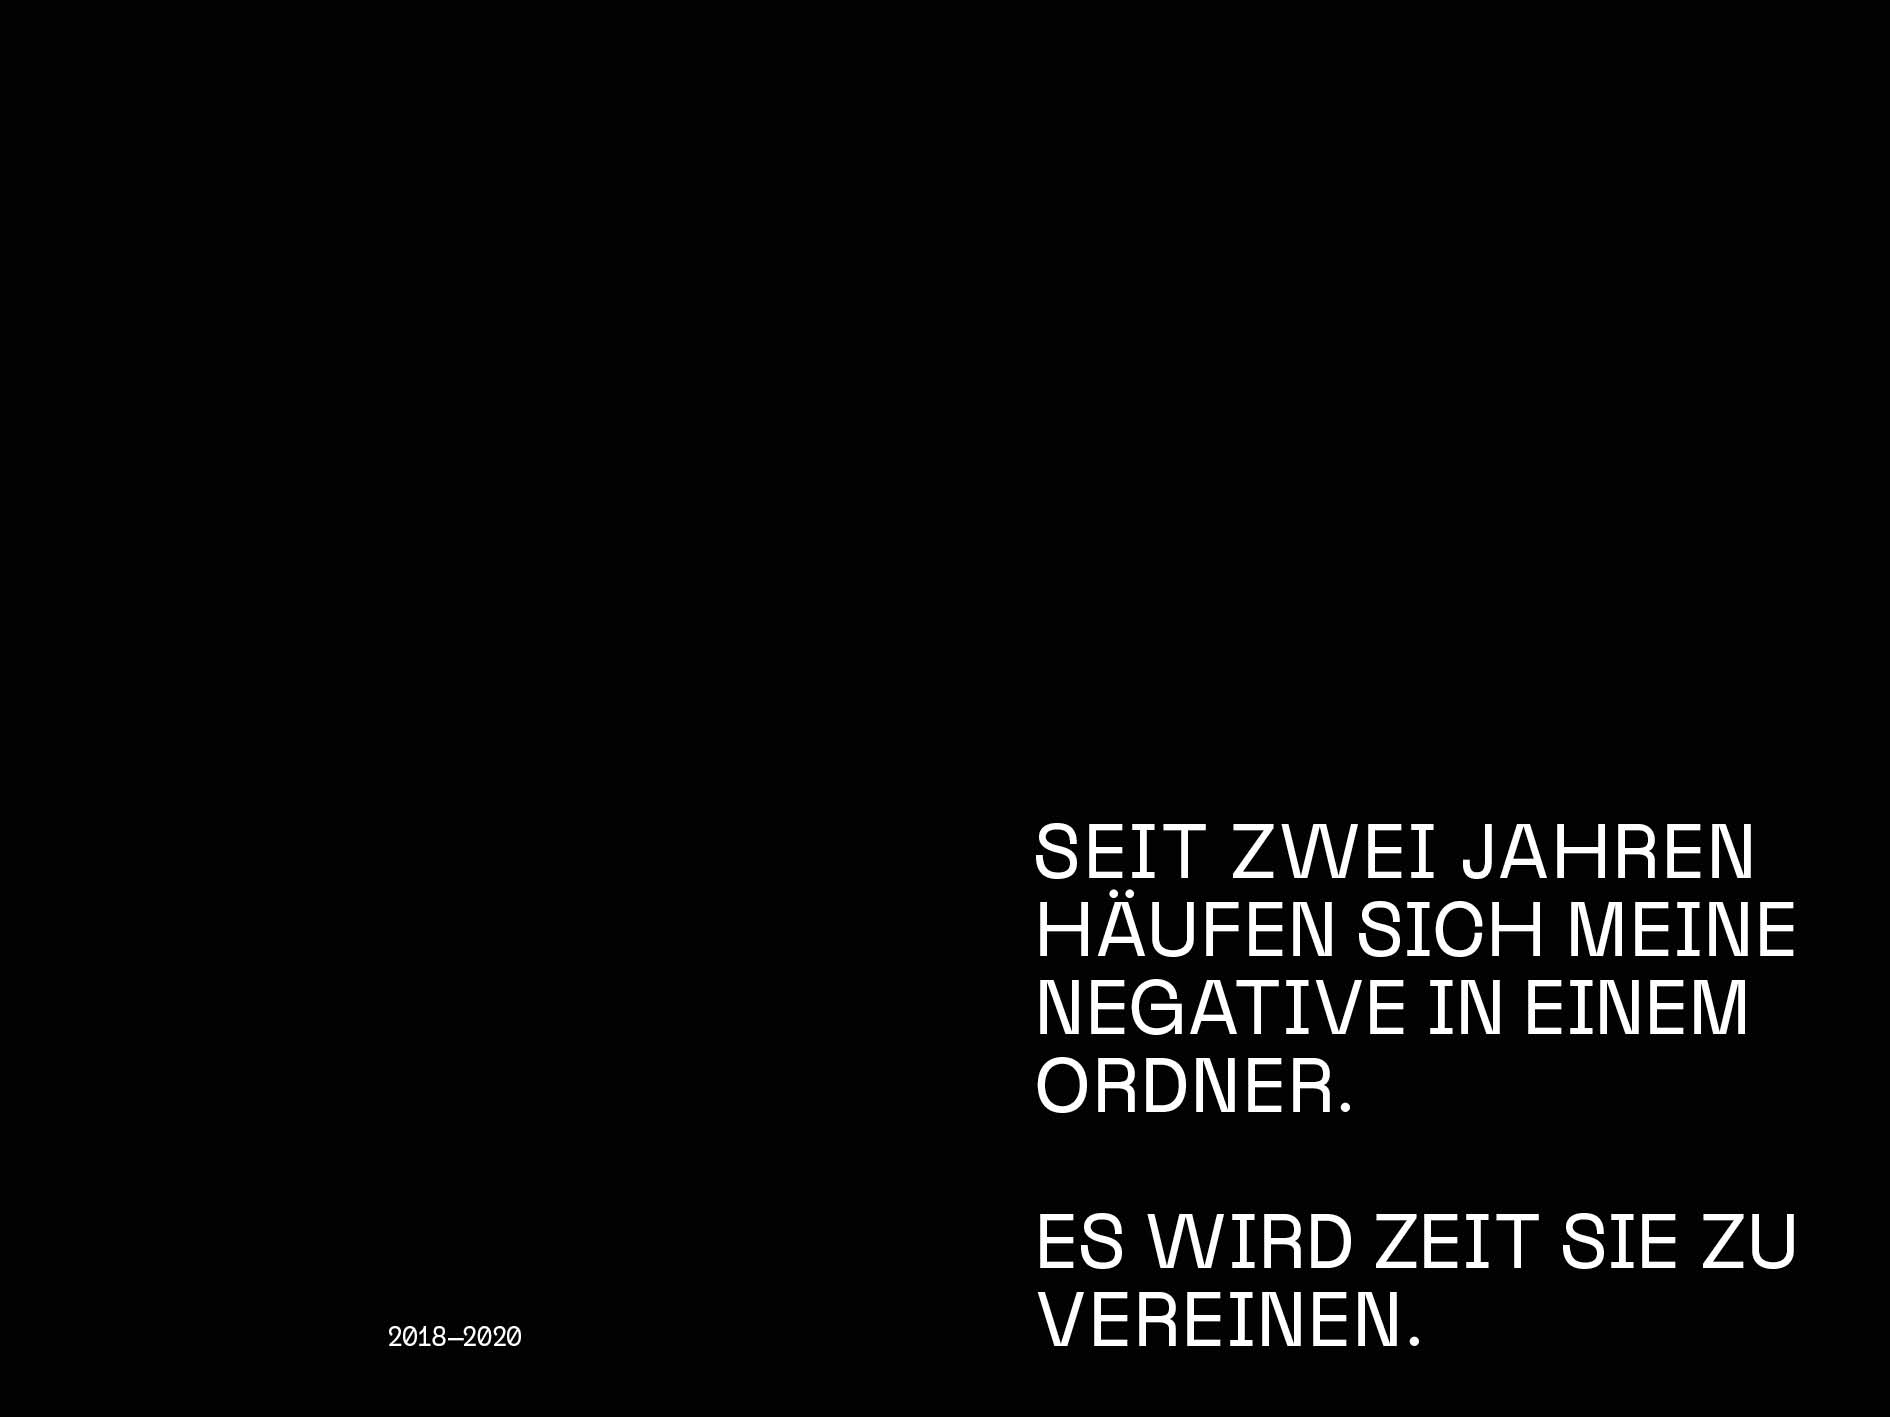 SEIT ZWEI JAHREN
HÄUFEN SICH MEINE
NEGATIVE IN EINEM
ORDNER.
ES WIRD ZEIT SIE ZU
VEREINEN.
2018—2020